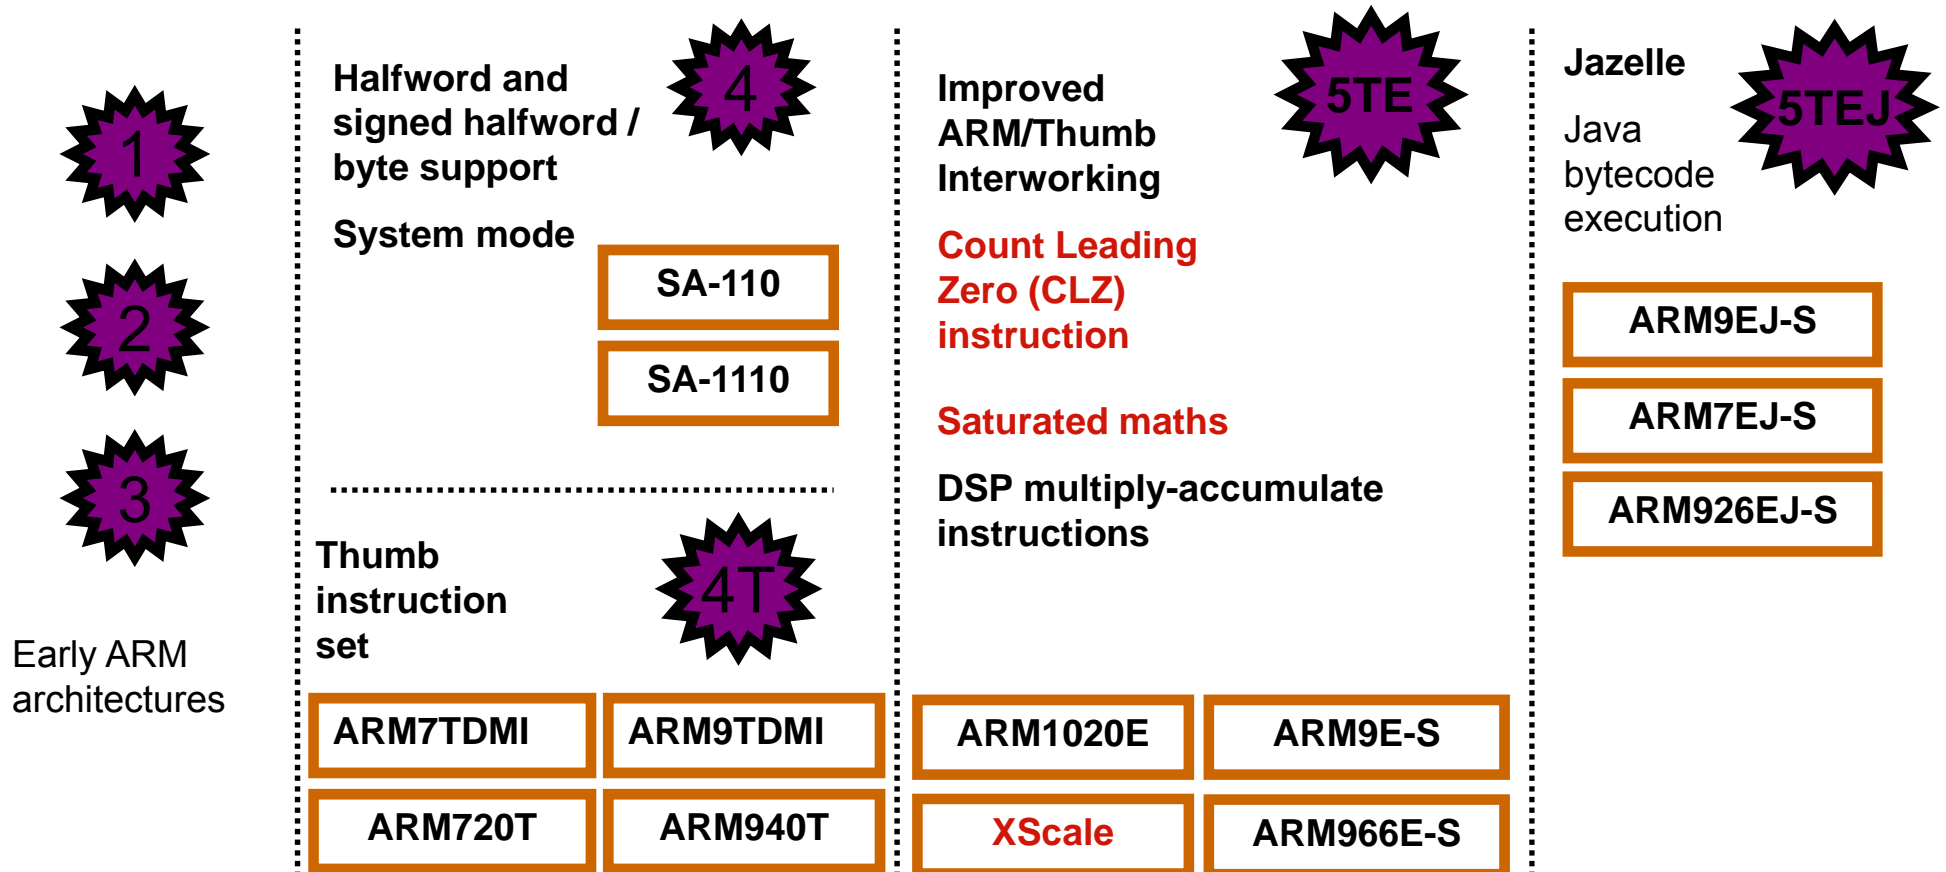 1
2
3
Early ARM
architectures
Halfword and
signed halfword /
byte support
System mode
4
SA-110
SA-1110
Thumb
instruction
set
4T
ARM7TDMI
ARM9TDMI
ARM720T
ARM940T
Improved
ARM/Thumb
Interworking
5TE
Count Leading
Zero (CLZ)
instruction
Saturated maths
DSP multiply-accumulate
instructions
ARM1020E
ARM9E-S
XScale
ARM966E-S
Jazelle
5TEJ
Java
bytecode
execution
ARM9EJ-S
ARM7EJ-S
ARM926EJ-S